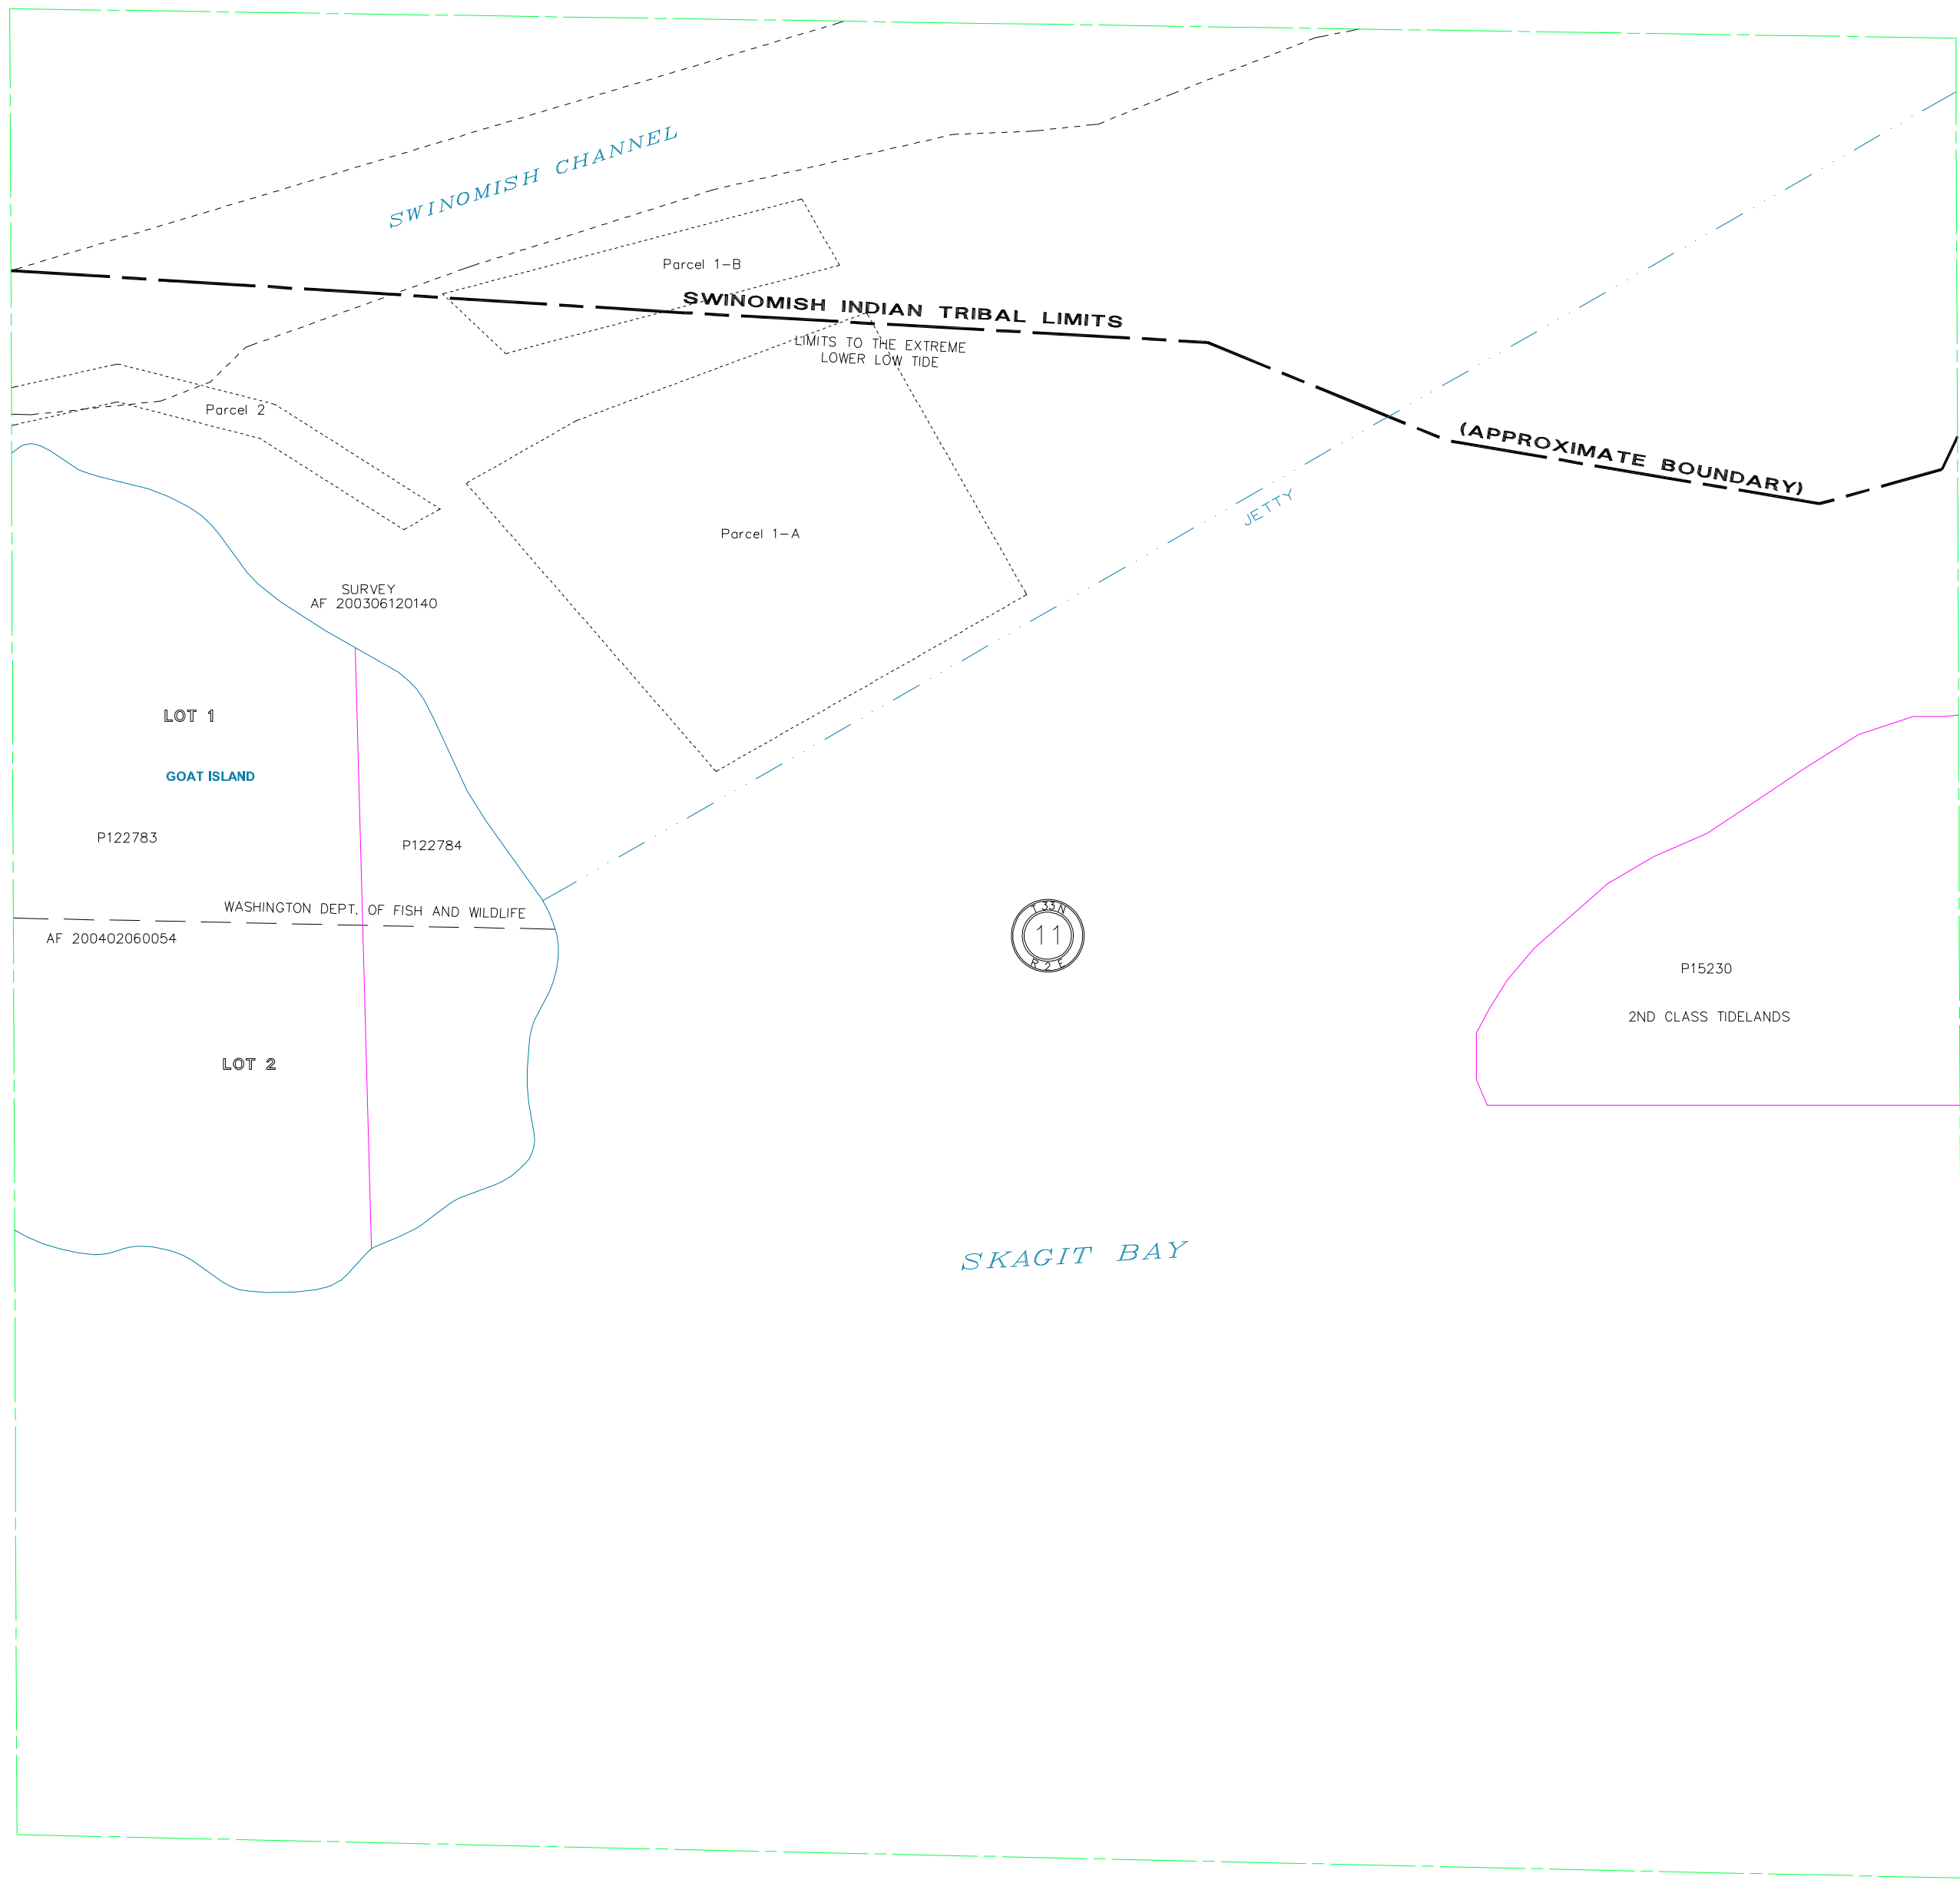 SWINOMISH CHANNEL
Parcel 1-B
SWINOMISH INDIAN TRIBAL LIMITS
LIMITS TO THE EXTREME
LOWER LOW TIDE
Parcel 2
(APPROXIMATE BOUNDARY)
JETTY
Parcel 1-A
SURVEY
AF 200306120140
LOT 1
GOAT ISLAND
P122783
P122784
WASHINGTON DEPT. OF FISH AND WILDLIFE
AF 200402060054
T 33N
11
R 2 E
P15230
2ND CLASS TIDELANDS
LOT 2
SKAGIT BAY